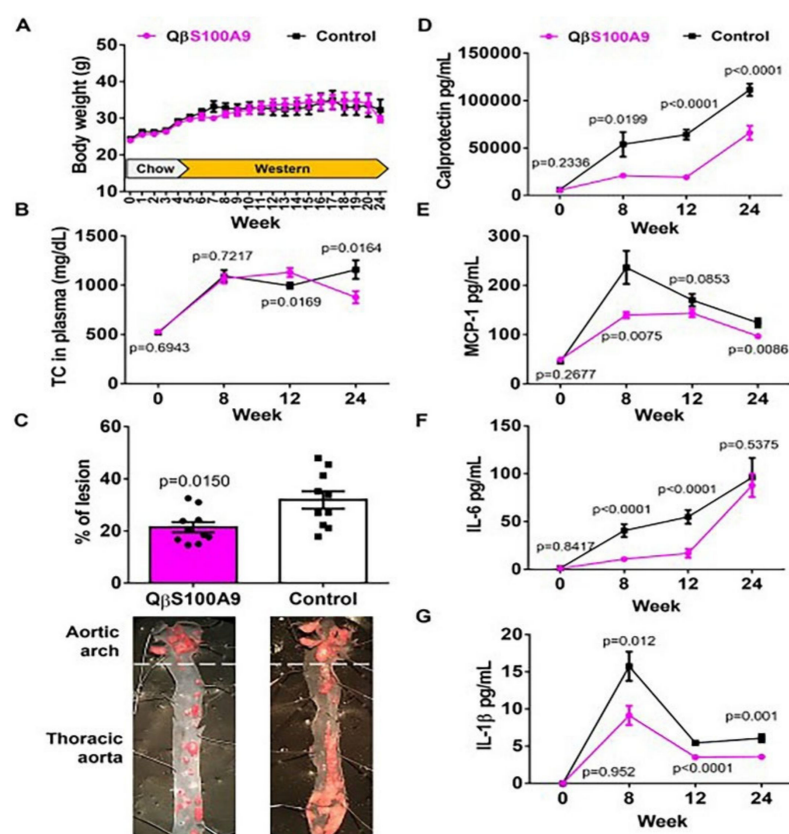 A
QβS100A9
Control
Body weight (g)
50
40
30
20
10
Chow
Western
0
1
2
3
4
5
6
7
8
9
10
11
12
13
14
15
16
17
18
19
20
24
Week
B
TC in plasma (mg/dL)
1500
1000
500
0
p=0.7217
p=0.0164
p=0.0169
p=0.6943
0
8
12
24
Week
C
% of lesion
60
40
20
0
p=0.0150
QβS100A9
Control
Aortic
arch
Thoracic
aorta
D
QβS100A9
Control
Calprotectin pg/mL
150000
100000
50000
0
p<0.0001
p<0.0001
p=0.0199
p=0.2336
0
8
12
24
Week
E
MCP-1 pg/mL
300
200
100
0
p=0.0853
p=0.0075
p=0.0086
p=0.2677
0
8
12
24
Week
F
IL-6 pg/mL
150
100
50
0
p=0.5375
p<0.0001
p<0.0001
p=0.8417
0
8
12
24
Week
G
IL-1β pg/mL
20
15
10
5
0
p=0.012
p=0.001
p=0.952
p<0.0001
0
8
12
24
Week